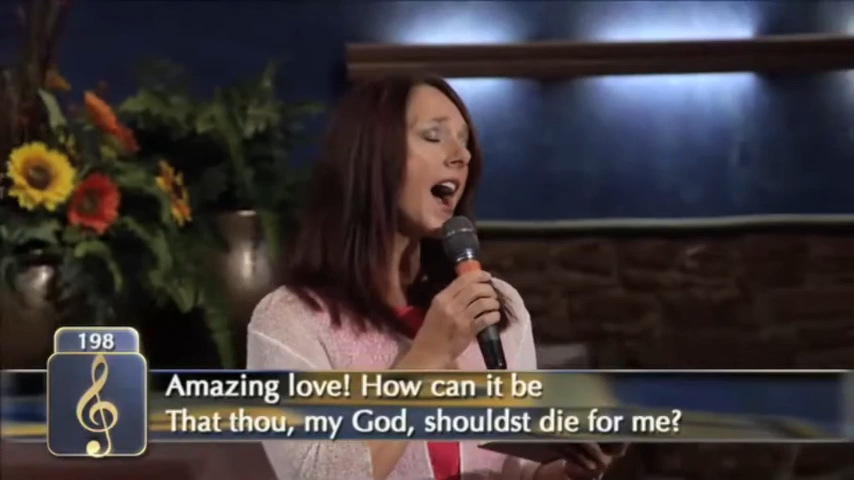 198
Amazing love! How can it be
That thou, my God, shouldst die for me?